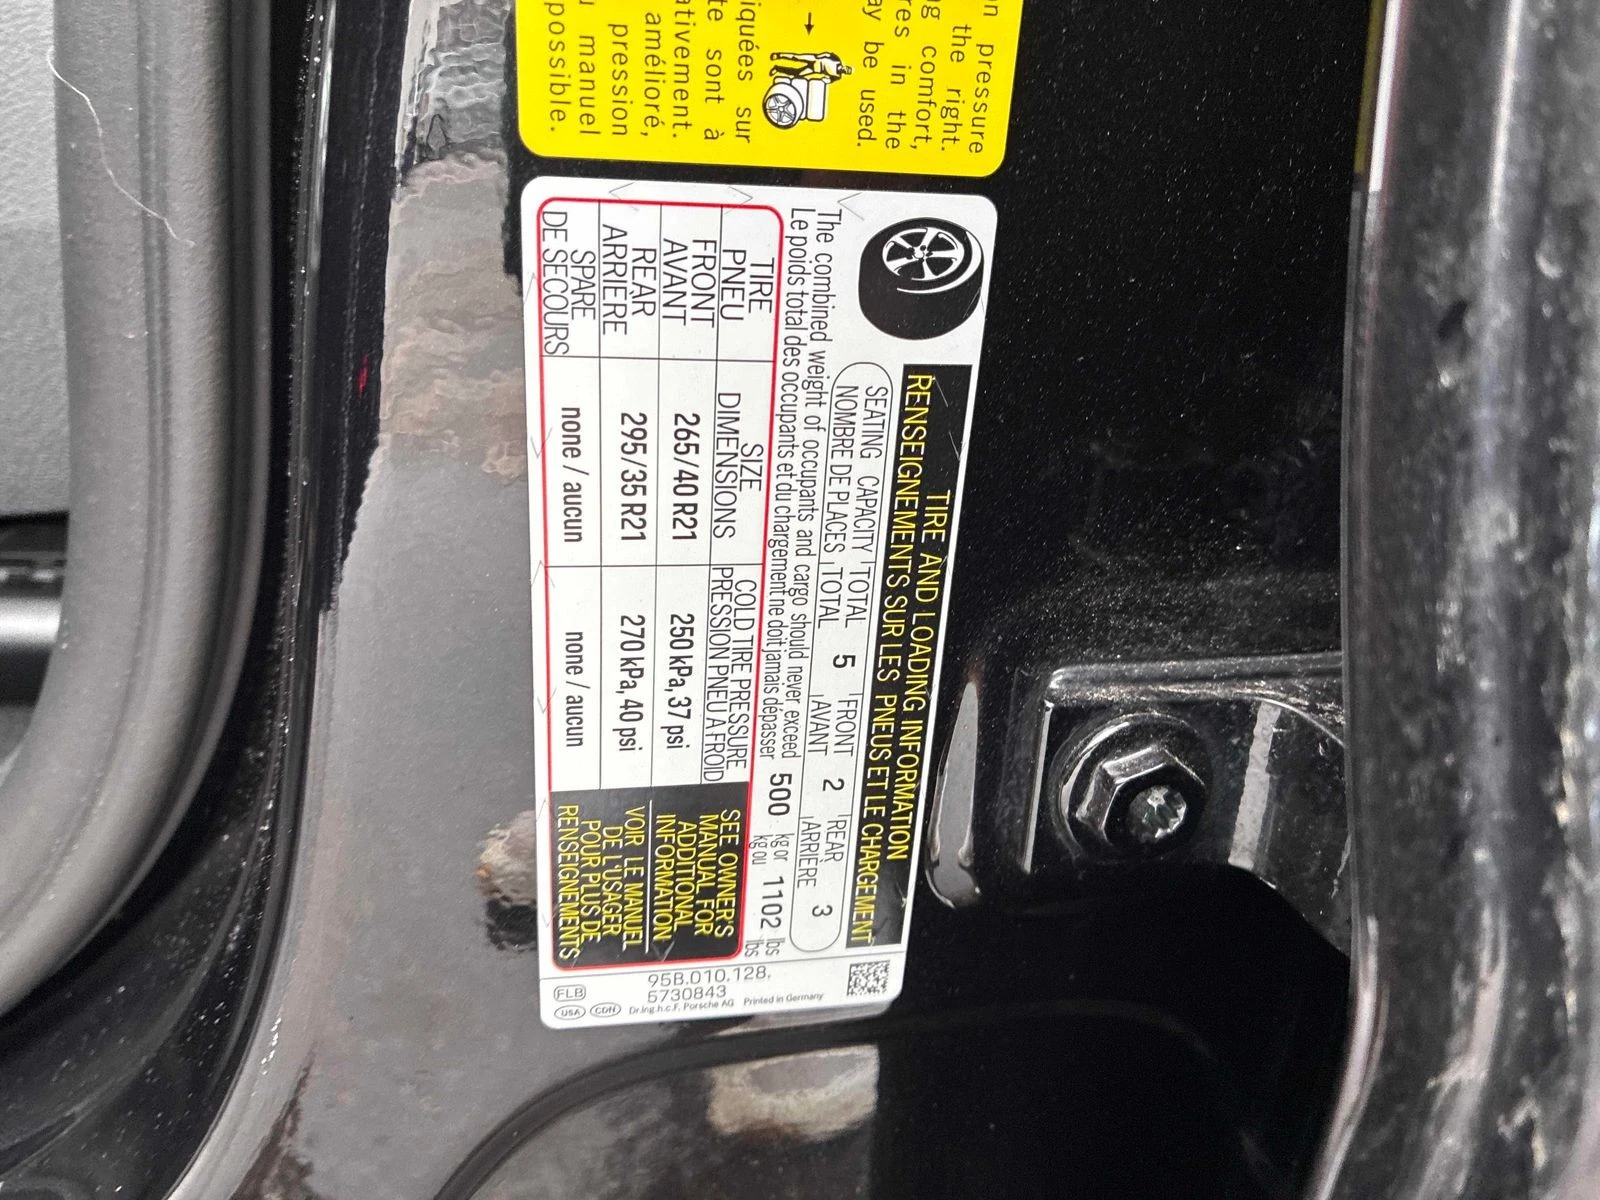 n pressure
the right.
g comfort,
res in the
ay be used.
iquées sur
te sont à
ativement.
amélioré,
pression
manuel
possible.
TIRE AND LOADING INFORMATION
RENSEIGNEMENTS SUR LES PNEUS ET LE CHARGEMENT
SEATING CAPACITY TOTAL 5 FRONT 2 REAR 3
NOMBRE DE PLACES TOTAL AVANT ARRIÈRE
The combined weight of occupants and cargo should never exceed 500 kg or 1102 lbs
Le poids total des occupants et du chargement ne doit jamais dépasser kg ou lbs
TIRE SIZE COLD TIRE PRESSURE
PNEU DIMENSIONS PRESSION PNEU A FROID
FRONT
AVANT 265/40 R21 250 kPa, 37 psi
REAR
ARRIÈRE 295/35 R21 270 kPa, 40 psi
SPARE
DE SECOURS none / aucun none / aucun
SEE OWNER'S
MANUAL FOR
ADDITIONAL
INFORMATION
VOIR LE MANUEL
DE L'USAGER
POUR PLUS DE
RENSEIGNEMENTS
95B.010.128.
5730843
Dr.Ing.h.c.F. Porsche AG Printed in Germany
FLB
USA CDN